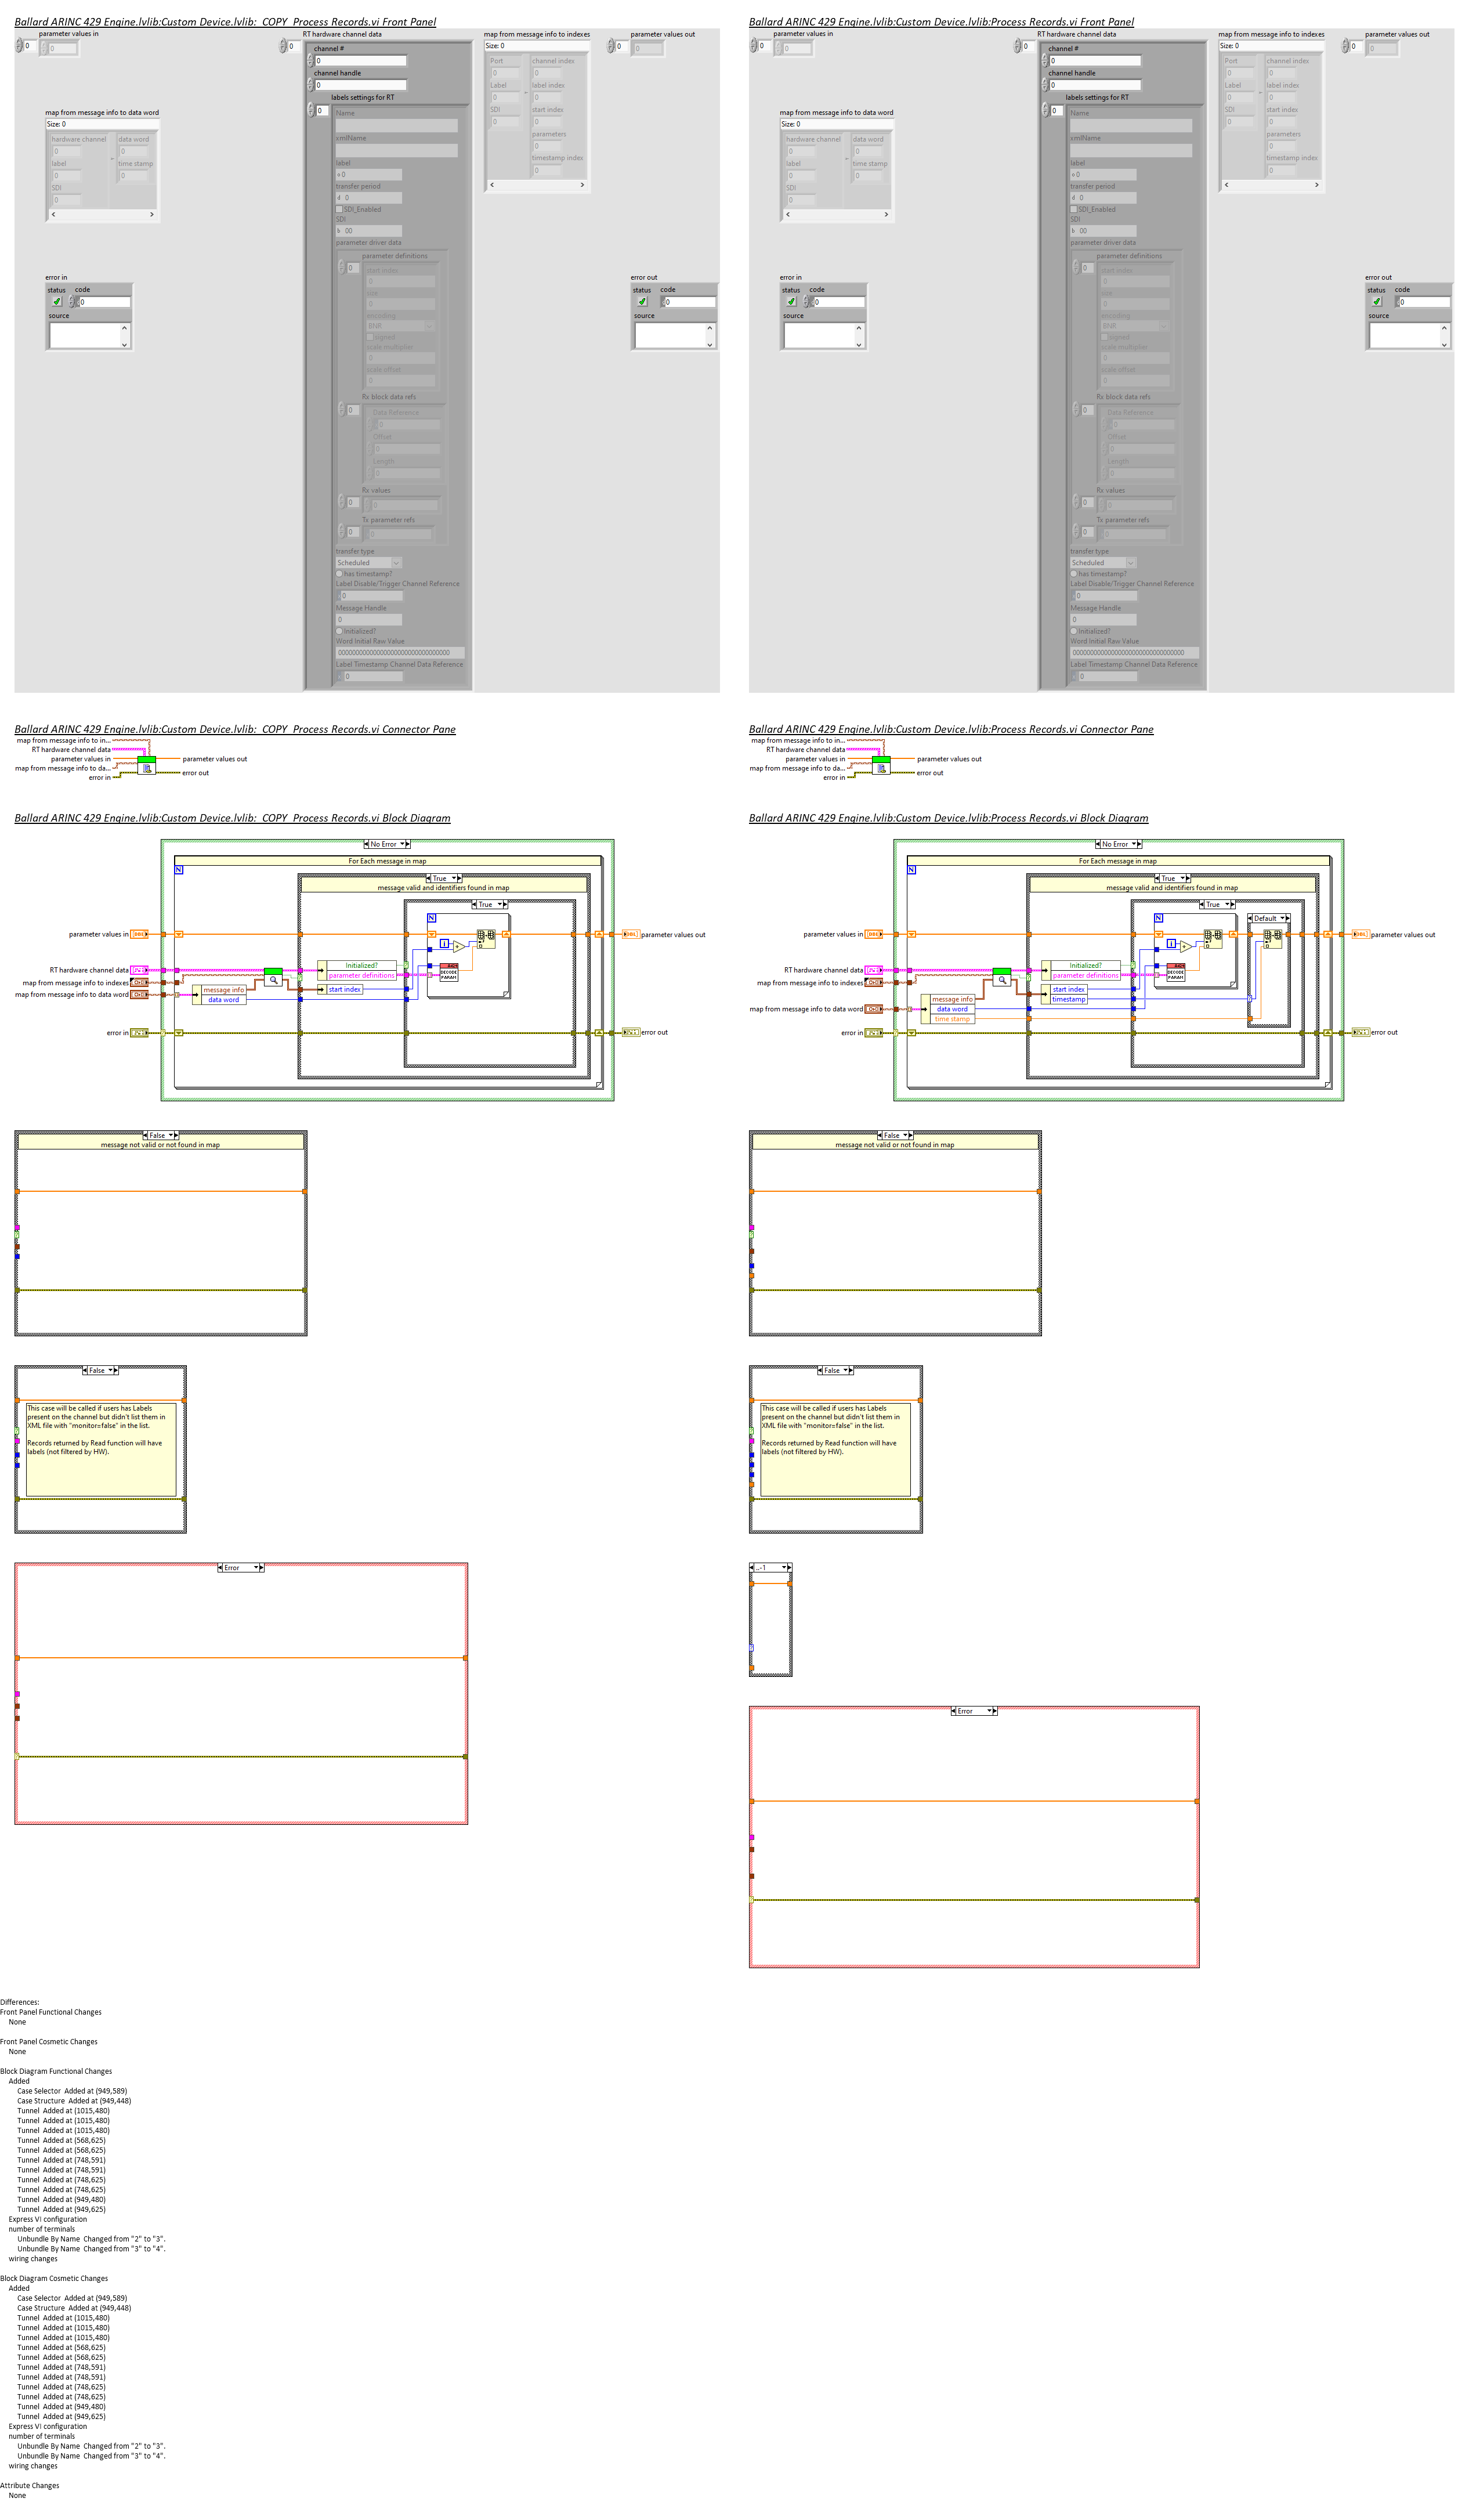 Ballard ARINC 429 Engine.lvlib:Custom Device.lvlib:_COPY_Process Records.vi Front Panel
parameter values in
0
0
RT hardware channel data
0
channel #
0
channel handle
0
labels settings for RT
0
Name
xmlName
label
o 0
transfer period
d 0
SDI_Enabled
SDI
b 00
parameter driver data
parameter definitions
0
start index
0
size
0
encoding
BNR
Signed
scale multiplier
0
scale offset
0
Rx block data refs
0
Data Reference
0
Offset
0
Length
0
Rx values
0
0
Tx parameter refs
0
0
transfer type
Scheduled
has timestamp?
Label Disable/Trigger Channel Reference
0
Message Handle
0
Initialized?
Word Initial Raw Value
00000000000000000000000000000000
Label Timestamp Channel Data Reference
0
map from message info to indexes
Size: 0
Port
channel index
0
0
Label
label index
0
0
SDI
start index
0
0
parameters
0
timestamp index
0
parameter values out
0
0
map from message info to data word
Size: 0
hardware channel
data word
0
0
label
time stamp
0
0
SDI
0
error in
status
code
0
source
error out
status
code
0
source
Ballard ARINC 429 Engine.lvlib:Custom Device.lvlib:Process Records.vi Front Panel
parameter values in
0
0
RT hardware channel data
0
channel #
0
channel handle
0
labels settings for RT
0
Name
xmlName
label
o 0
transfer period
d 0
SDI_Enabled
SDI
b 00
parameter driver data
parameter definitions
0
start index
0
size
0
encoding
BNR
Signed
scale multiplier
0
scale offset
0
Rx block data refs
0
Data Reference
0
Offset
0
Length
0
Rx values
0
0
Tx parameter refs
0
0
transfer type
Scheduled
has timestamp?
Label Disable/Trigger Channel Reference
0
Message Handle
0
Initialized?
Word Initial Raw Value
00000000000000000000000000000000
Label Timestamp Channel Data Reference
0
map from message info to indexes
Size: 0
Port
channel index
0
0
Label
label index
0
0
SDI
start index
0
0
parameters
0
timestamp index
0
parameter values out
0
0
map from message info to data word
Size: 0
hardware channel
data word
0
0
label
time stamp
0
0
SDI
0
error in
status
code
0
source
error out
status
code
0
source
Ballard ARINC 429 Engine.lvlib:Custom Device.lvlib:_COPY_Process Records.vi Connector Pane
map from message info to in...
RT hardware channel data
parameter values in
parameter values out
map from message info to da...
error in
error out
Ballard ARINC 429 Engine.lvlib:Custom Device.lvlib:Process Records.vi Connector Pane
map from message info to in...
RT hardware channel data
parameter values in
parameter values out
map from message info to da...
error in
error out
Ballard ARINC 429 Engine.lvlib:Custom Device.lvlib:_COPY_Process Records.vi Block Diagram
No Error
For Each message in map
N
True
message valid and identifiers found in map
True
N
i
parameter values in
DBL
DBL
parameter values out
RT hardware channel data
map from message info to indexes
map from message info to data word
message info
data word
Initialized?
parameter definitions
start index
DECODE
PARAM
error in
error out
False
message not valid or not found in map
False
This case will be called if users has Labels
present on the channel but didn't list them in
XML file with "monitor=false" in the list.
Records returned by Read function will have
labels (not filtered by HW).
Error
Ballard ARINC 429 Engine.lvlib:Custom Device.lvlib:Process Records.vi Block Diagram
No Error
For Each message in map
N
True
message valid and identifiers found in map
True
N
Default
i
parameter values in
DBL
DBL
parameter values out
RT hardware channel data
map from message info to indexes
map from message info to data word
message info
data word
time stamp
Initialized?
parameter definitions
start index
timestamp
DECODE
PARAM
error in
error out
False
message not valid or not found in map
False
This case will be called if users has Labels
present on the channel but didn't list them in
XML file with "monitor=false" in the list.
Records returned by Read function will have
labels (not filtered by HW).
..-1
Error
Differences:
Front Panel Functional Changes
None
Front Panel Cosmetic Changes
None
Block Diagram Functional Changes
Added
Case Selector Added at (949,589)
Case Structure Added at (949,448)
Tunnel Added at (1015,480)
Tunnel Added at (1015,480)
Tunnel Added at (1015,480)
Tunnel Added at (568,625)
Tunnel Added at (568,625)
Tunnel Added at (748,591)
Tunnel Added at (748,591)
Tunnel Added at (748,625)
Tunnel Added at (748,625)
Tunnel Added at (949,480)
Tunnel Added at (949,625)
Express VI configuration
number of terminals
Unbundle By Name Changed from "2" to "3".
Unbundle By Name Changed from "3" to "4".
wiring changes
Block Diagram Cosmetic Changes
Added
Case Selector Added at (949,589)
Case Structure Added at (949,448)
Tunnel Added at (1015,480)
Tunnel Added at (1015,480)
Tunnel Added at (1015,480)
Tunnel Added at (568,625)
Tunnel Added at (568,625)
Tunnel Added at (748,591)
Tunnel Added at (748,591)
Tunnel Added at (748,625)
Tunnel Added at (748,625)
Tunnel Added at (949,480)
Tunnel Added at (949,625)
Express VI configuration
number of terminals
Unbundle By Name Changed from "2" to "3".
Unbundle By Name Changed from "3" to "4".
wiring changes
Attribute Changes
None